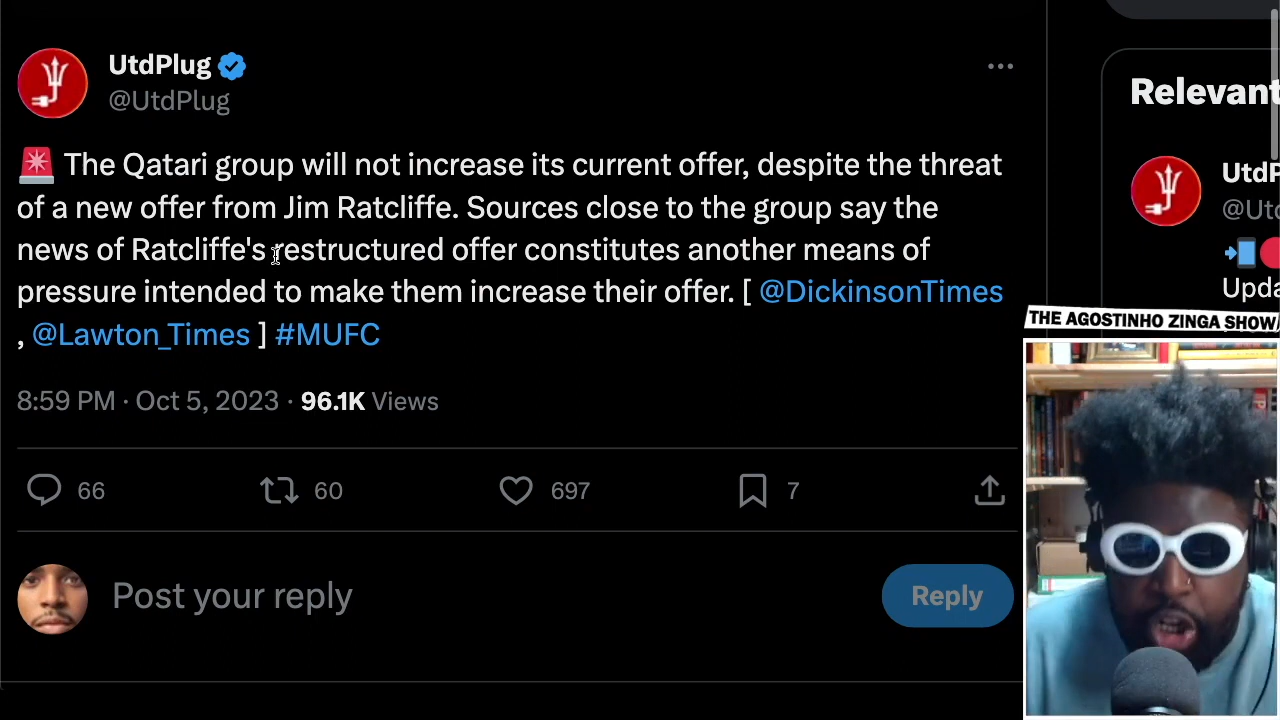 UtdPlug
@UtdPlug
The Qatari group will not increase its current offer, despite the threat
of a new offer from Jim Ratcliffe. Sources close to the group say the
news of Ratcliffe's restructured offer constitutes another means of
pressure intended to make them increase their offer. [ @DickinsonTimes
, @Lawton_Times ] #MUFC
8:59 PM · Oct 5, 2023 · 96.1K Views
66 60 697 7
Post your reply
Reply
Relevant
UtdP
@Utd
Upda
THE AGOSTINHO ZINGA SHOW